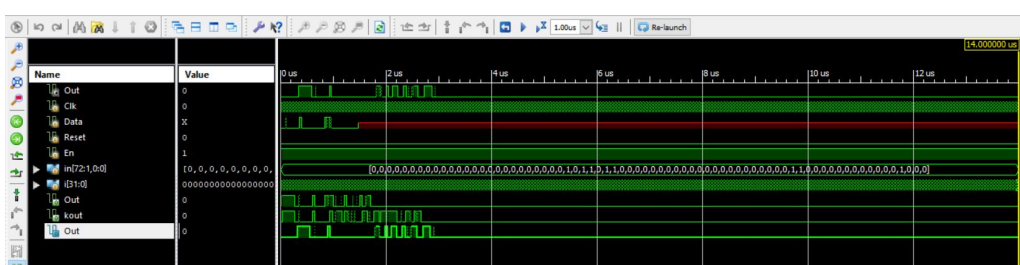 1.00us
Re-launch
14.000000 us
Name Value
0 us 2 us 4 us 6 us 8 us 10 us 12 us
Out 0
Clk 0
Data X
Reset 0
En 1
in[72:1,0:0] [0,0,0,0,0,0,0,0,
i[31:0] 0000000000000000
Out 0
kout 0
Out 0